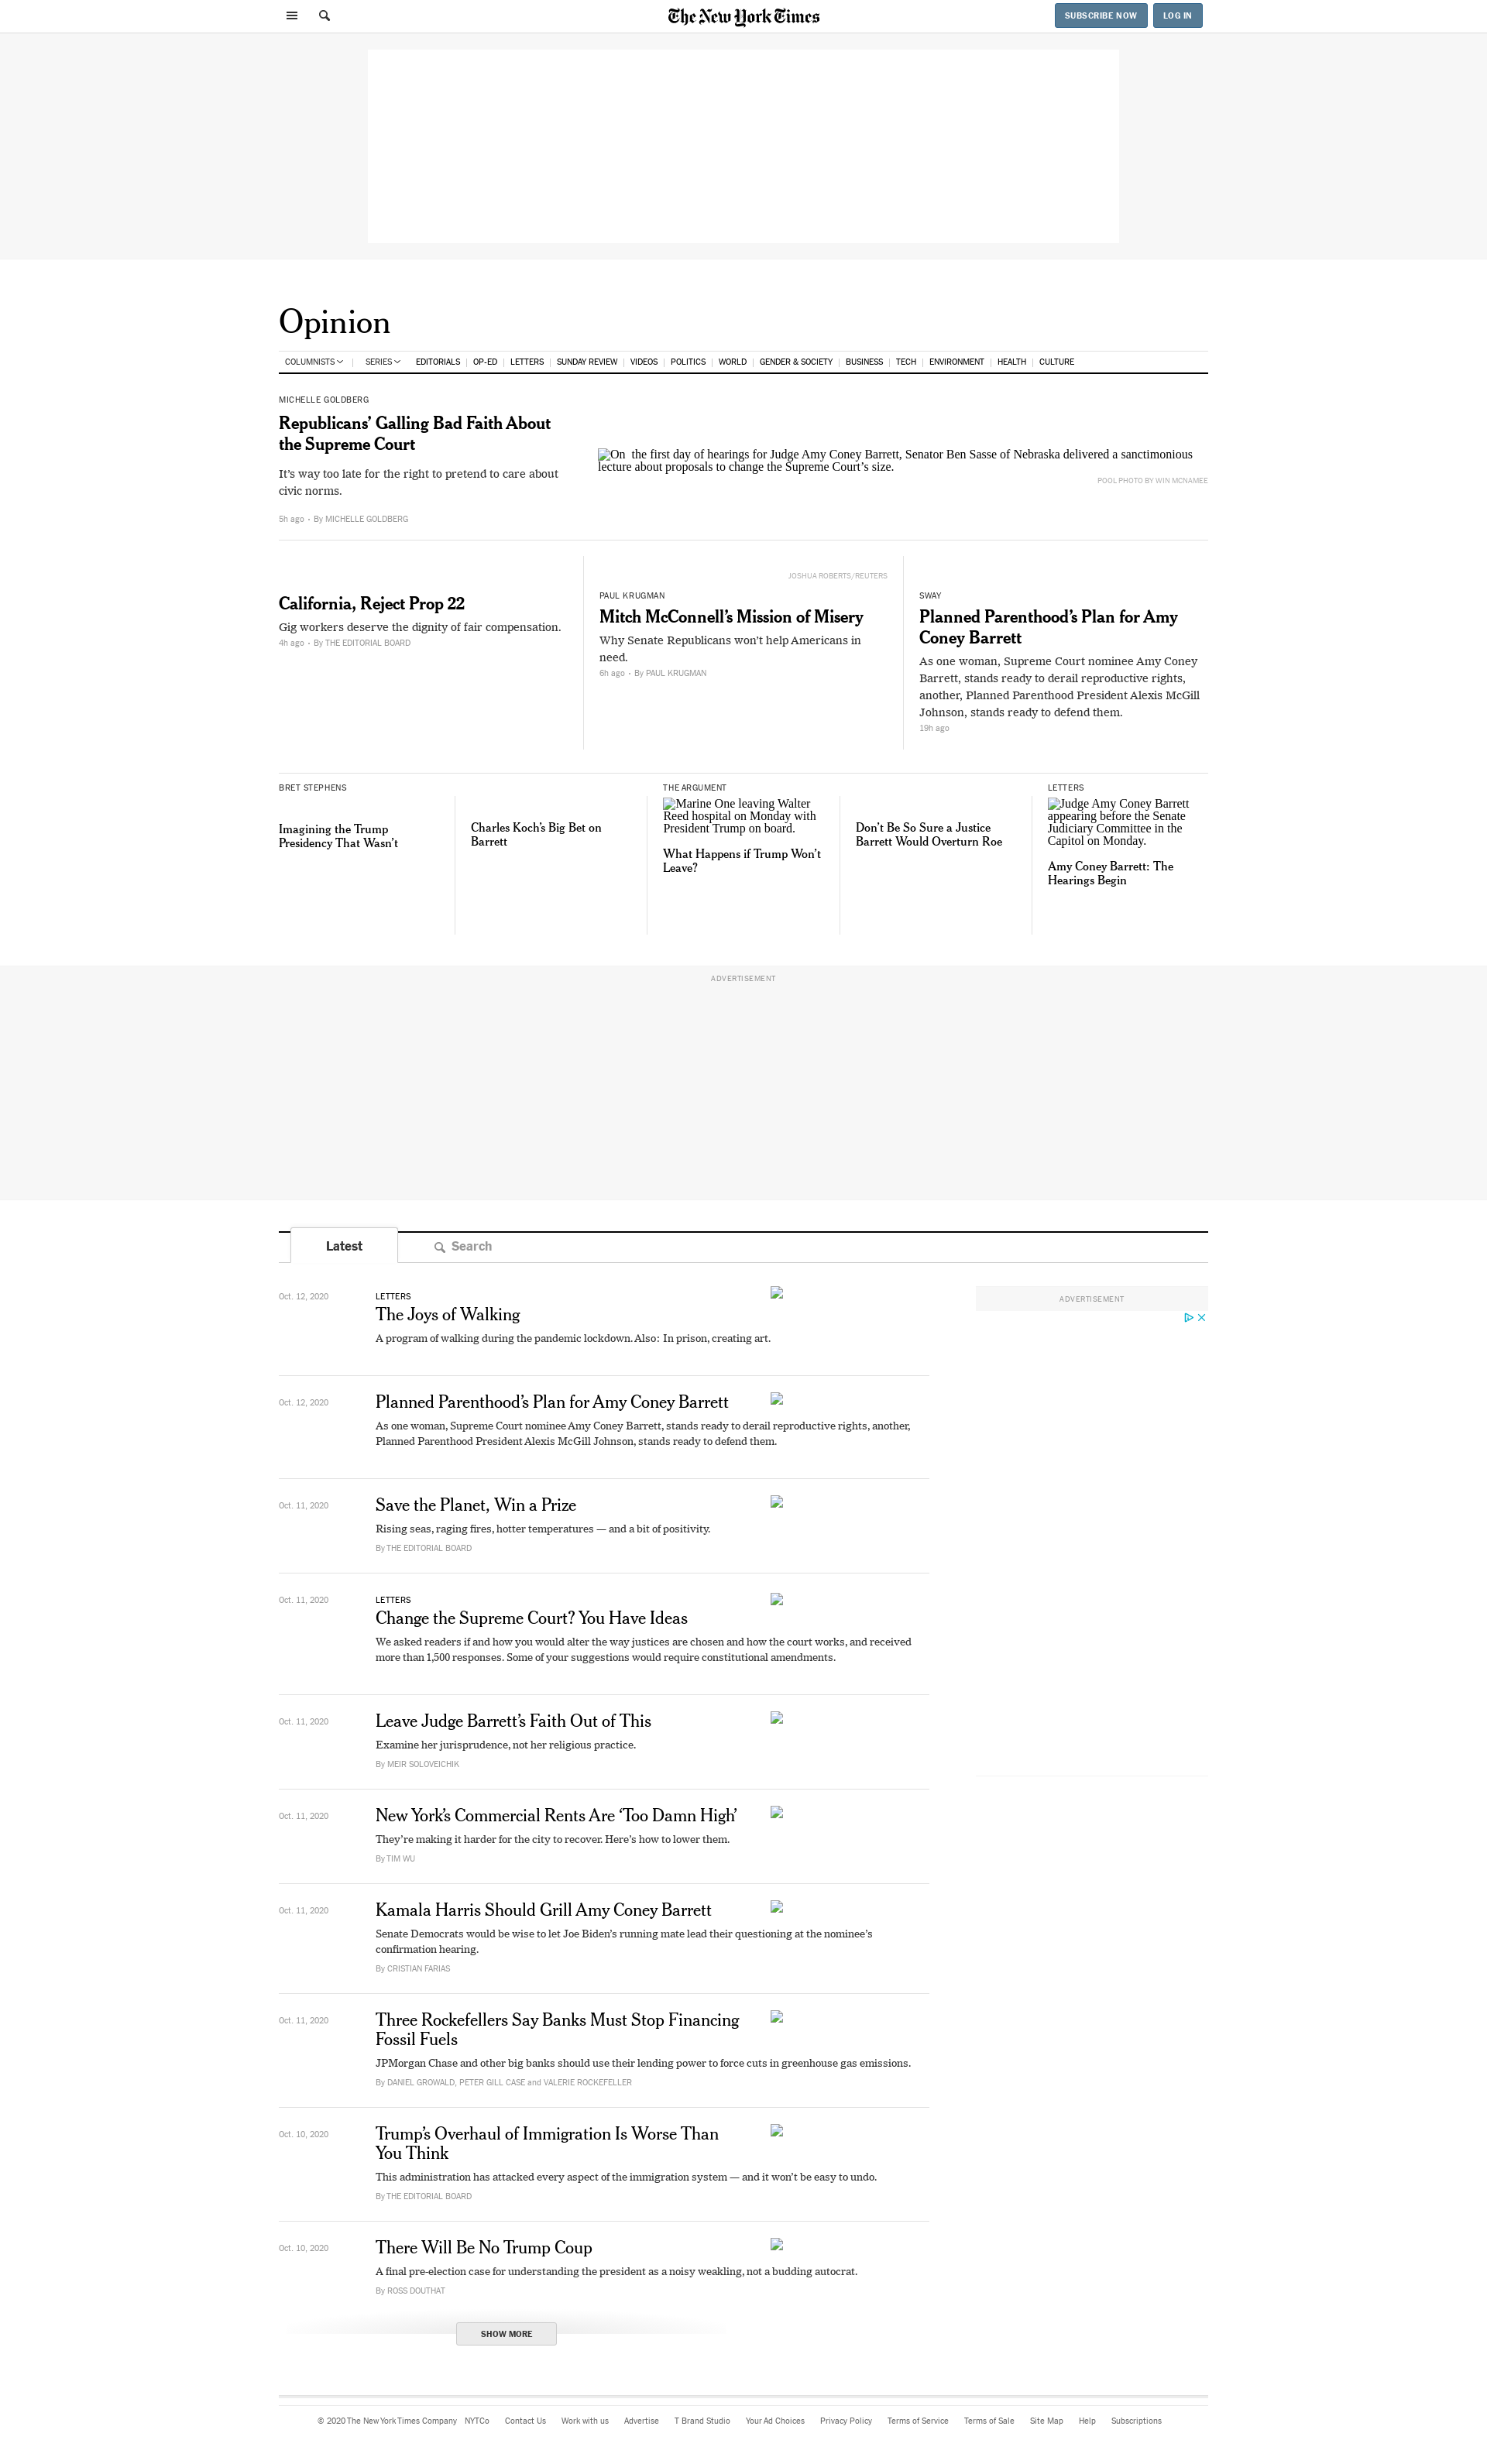 The New York Times
SUBSCRIBE NOW
LOG IN
Opinion
COLUMNISTS
SERIES
EDITORIALS
OP-ED
LETTERS
SUNDAY REVIEW
VIDEOS
POLITICS
WORLD
GENDER & SOCIETY
BUSINESS
TECH
ENVIRONMENT
HEALTH
CULTURE
MICHELLE GOLDBERG
Republicans’ Galling Bad Faith About
the Supreme Court
It’s way too late for the right to pretend to care about
civic norms.
5h ago • By MICHELLE GOLDBERG
On the first day of hearings for Judge Amy Coney Barrett, Senator Ben Sasse of Nebraska delivered a sanctimonious
lecture about proposals to change the Supreme Court’s size.
POOL PHOTO BY WIN MCNAMEE
California, Reject Prop 22
Gig workers deserve the dignity of fair compensation.
4h ago • By THE EDITORIAL BOARD
JOSHUA ROBERTS/REUTERS
PAUL KRUGMAN
Mitch McConnell’s Mission of Misery
Why Senate Republicans won’t help Americans in
need.
6h ago • By PAUL KRUGMAN
SWAY
Planned Parenthood’s Plan for Amy
Coney Barrett
As one woman, Supreme Court nominee Amy Coney
Barrett, stands ready to derail reproductive rights,
another, Planned Parenthood President Alexis McGill
Johnson, stands ready to defend them.
19h ago
BRET STEPHENS
Imagining the Trump
Presidency That Wasn’t
Charles Koch’s Big Bet on
Barrett
THE ARGUMENT
Marine One leaving Walter
Reed hospital on Monday with
President Trump on board.
What Happens if Trump Won’t
Leave?
Don’t Be So Sure a Justice
Barrett Would Overturn Roe
LETTERS
Judge Amy Coney Barrett
appearing before the Senate
Judiciary Committee in the
Capitol on Monday.
Amy Coney Barrett: The
Hearings Begin
ADVERTISEMENT
Latest
Search
ADVERTISEMENT
Oct. 12, 2020
LETTERS
The Joys of Walking
A program of walking during the pandemic lockdown. Also: In prison, creating art.
Oct. 12, 2020
Planned Parenthood’s Plan for Amy Coney Barrett
As one woman, Supreme Court nominee Amy Coney Barrett, stands ready to derail reproductive rights, another,
Planned Parenthood President Alexis McGill Johnson, stands ready to defend them.
Oct. 11, 2020
Save the Planet, Win a Prize
Rising seas, raging fires, hotter temperatures — and a bit of positivity.
By THE EDITORIAL BOARD
Oct. 11, 2020
LETTERS
Change the Supreme Court? You Have Ideas
We asked readers if and how you would alter the way justices are chosen and how the court works, and received
more than 1,500 responses. Some of your suggestions would require constitutional amendments.
Oct. 11, 2020
Leave Judge Barrett’s Faith Out of This
Examine her jurisprudence, not her religious practice.
By MEIR SOLOVEICHIK
Oct. 11, 2020
New York’s Commercial Rents Are ‘Too Damn High’
They’re making it harder for the city to recover. Here’s how to lower them.
By TIM WU
Oct. 11, 2020
Kamala Harris Should Grill Amy Coney Barrett
Senate Democrats would be wise to let Joe Biden’s running mate lead their questioning at the nominee’s
confirmation hearing.
By CRISTIAN FARIAS
Oct. 11, 2020
Three Rockefellers Say Banks Must Stop Financing
Fossil Fuels
JPMorgan Chase and other big banks should use their lending power to force cuts in greenhouse gas emissions.
By DANIEL GROWALD, PETER GILL CASE and VALERIE ROCKEFELLER
Oct. 10, 2020
Trump’s Overhaul of Immigration Is Worse Than
You Think
This administration has attacked every aspect of the immigration system — and it won’t be easy to undo.
By THE EDITORIAL BOARD
Oct. 10, 2020
There Will Be No Trump Coup
A final pre-election case for understanding the president as a noisy weakling, not a budding autocrat.
By ROSS DOUTHAT
SHOW MORE
© 2020 The New York Times Company
NYTCo
Contact Us
Work with us
Advertise
T Brand Studio
Your Ad Choices
Privacy Policy
Terms of Service
Terms of Sale
Site Map
Help
Subscriptions